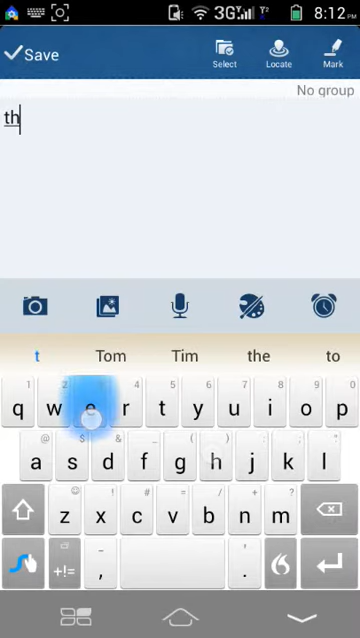 3G 8:12 PM
Save Select Locate Mark
No group
th
t Tom Tim the to
1 2 4 5 6 7 8 9 0
q w e r t y u i o p
@ $ & _ ( )
a s d f g h j k l
! # = / + *
z x c v b n m
+!= , .